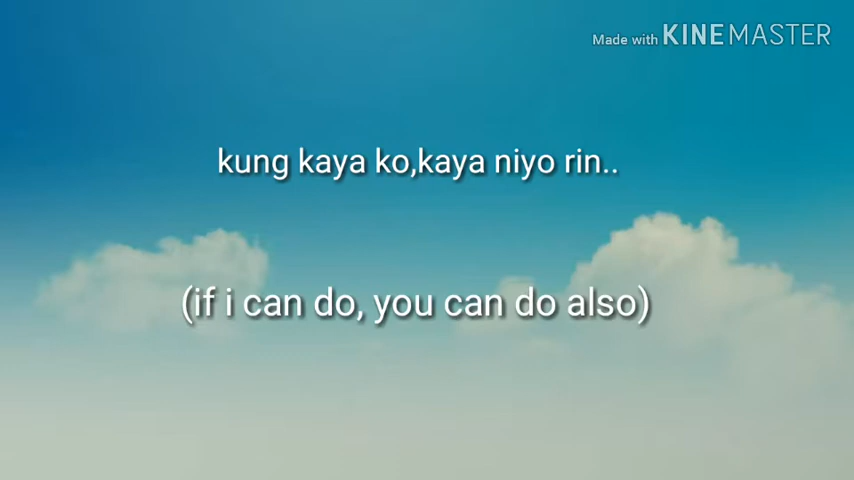 Made with KINEMASTER
kung kaya ko,kaya niyo rin..
(if i can do, you can do also)